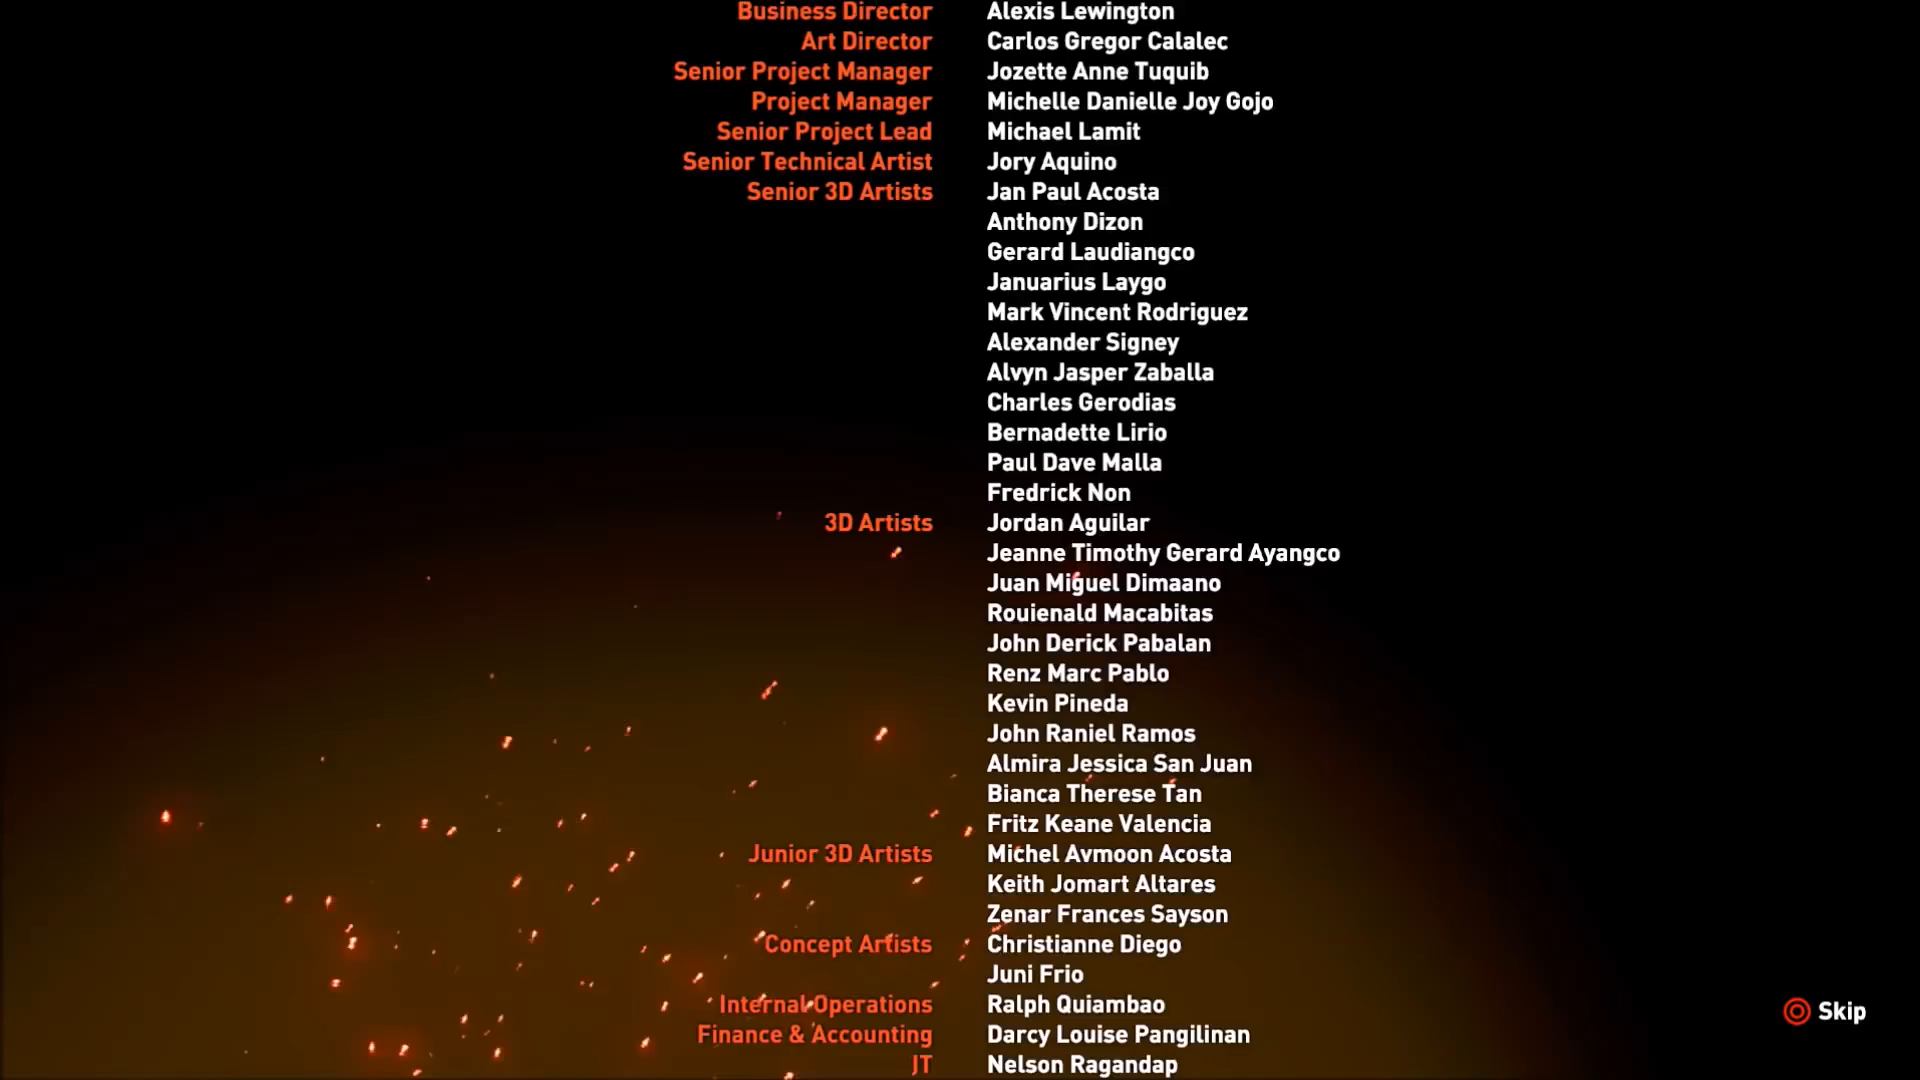 Business Director Alexis Lewington
Art Director Carlos Gregor Calalec
Senior Project Manager Jozette Anne Tuquib
Project Manager Michelle Danielle Joy Gojo
Senior Project Lead Michael Lamit
Senior Technical Artist Jory Aquino
Senior 3D Artists Jan Paul Acosta
Anthony Dizon
Gerard Laudiangco
Januarius Laygo
Mark Vincent Rodriguez
Alexander Signey
Alvyn Jasper Zaballa
Charles Gerodias
Bernadette Lirio
Paul Dave Malla
Fredrick Non
3D Artists Jordan Aguilar
Jeanne Timothy Gerard Ayangco
Juan Miguel Dimaano
Rouienald Macabitas
John Derick Pabalan
Renz Marc Pablo
Kevin Pineda
John Raniel Ramos
Almira Jessica San Juan
Bianca Therese Tan
Fritz Keane Valencia
Junior 3D Artists Michel Avmoon Acosta
Keith Jomart Altares
Zenar Frances Sayson
Concept Artists Christianne Diego
Juni Frio
Internal Operations Ralph Quiambao
Skip
Finance & Accounting Darcy Louise Pangilinan
JT Nelson Ragandap